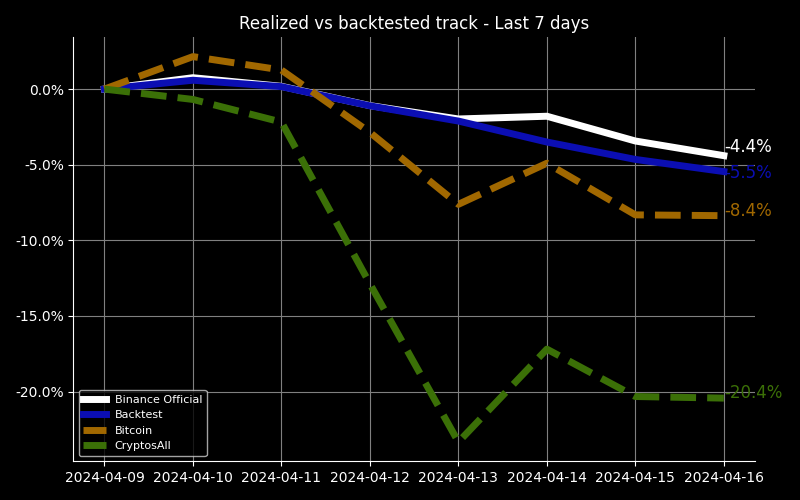 Realized vs backtested track - Last 7 days
0.0%
-5.0%
-10.0%
-15.0%
-20.0%
-4.4%
-5.5%
-8.4%
-20.4%
Binance Official
Backtest
Bitcoin
CryptosAll
2024-04-09 2024-04-10 2024-04-11 2024-04-12 2024-04-13 2024-04-14 2024-04-15 2024-04-16